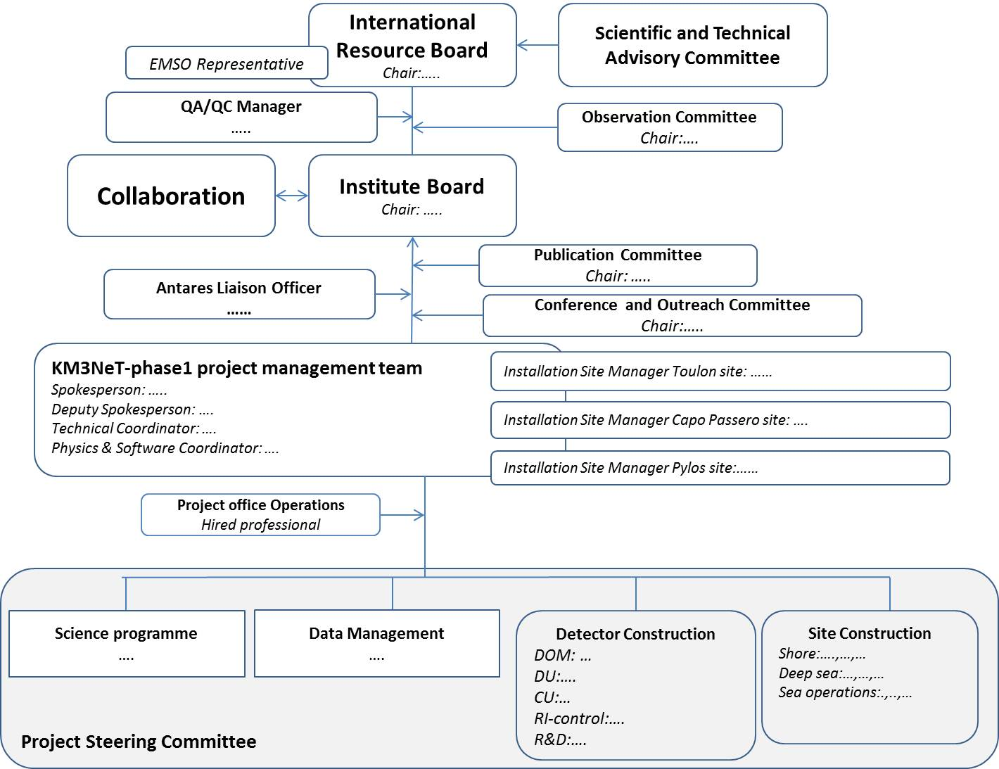 International
Resource Board
Chair:.....
Scientific and Technical
Advisory Committee
EMSO Representative
QA/QC Manager
.....
Observation Committee
Chair:....
Collaboration
Institute Board
Chair: .....
Publication Committee
Chair: .....
Antares Liaison Officer
......
Conference and Outreach Committee
Chair:.....
KM3NeT-phase1 project management team
Spokesperson: .....
Deputy Spokesperson: ....
Technical Coordinator: ....
Physics & Software Coordinator: ....
Installation Site Manager Toulon site: ......
Installation Site Manager Capo Passero site: ....
Installation Site Manager Pylos site:......
Project office Operations
Hired professional
Science programme
....
Data Management
....
Detector Construction
DOM: ...
DU:....
CU:...
RI-control:....
R&D:....
Site Construction
Shore:....,...,...
Deep sea:...,...,...
Sea operations:.,..,...
Project Steering Committee